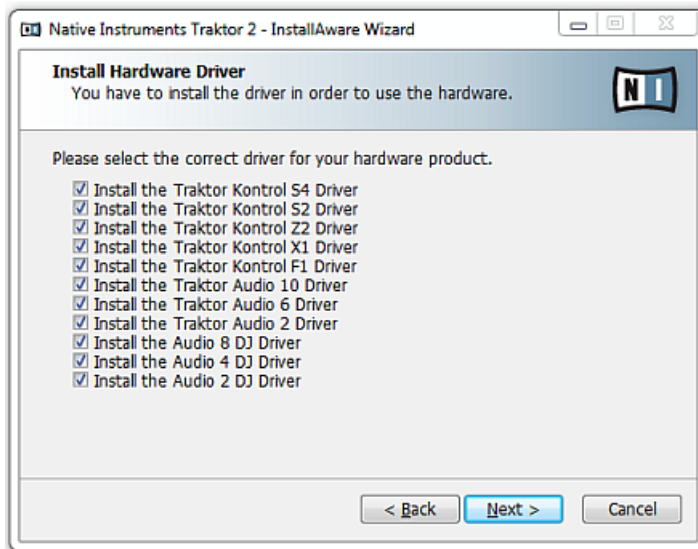 Native Instruments Traktor 2 - InstallAware Wizard
Install Hardware Driver
You have to install the driver in order to use the hardware.
N I
Please select the correct driver for your hardware product.
Install the Traktor Kontrol S4 Driver
Install the Traktor Kontrol S2 Driver
Install the Traktor Kontrol Z2 Driver
Install the Traktor Kontrol X1 Driver
Install the Traktor Kontrol F1 Driver
Install the Traktor Audio 10 Driver
Install the Traktor Audio 6 Driver
Install the Traktor Audio 2 Driver
Install the Audio 8 DJ Driver
Install the Audio 4 DJ Driver
Install the Audio 2 DJ Driver
< Back Next > Cancel